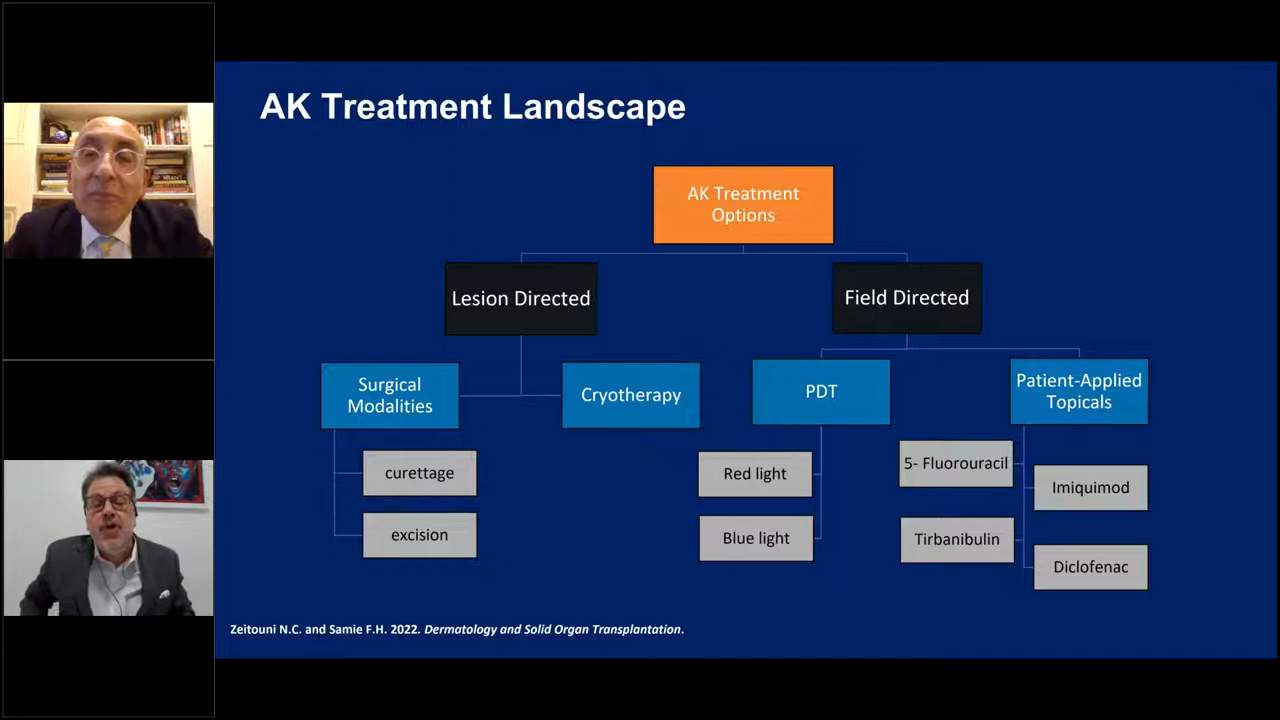 AK Treatment Landscape
AK Treatment
Options
Lesion Directed
Field Directed
Surgical
Modalities
Cryotherapy
PDT
Patient-Applied
Topicals
curettage
excision
Red light
Blue light
5- Fluorouracil
Imiquimod
Tirbanibulin
Diclofenac
Zeitouni N.C. and Samie F.H. 2022. Dermatology and Solid Organ Transplantation.